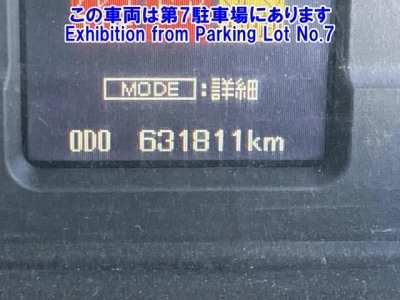 この車両は第7駐車場にあります
Exhibition from Parking Lot No.7
MODE:詳細
ODO 631811km